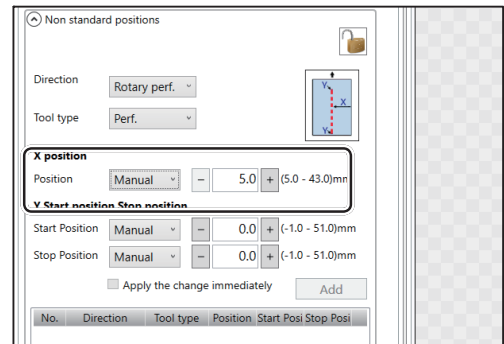 Non standard positions
Direction
Rotary perf.
Y
X
Y
Tool type
Perf.
X position
Position
Manual
−
5.0
+
(5.0 - 43.0)mm
Y Start position Stop position
Start Position
Manual
−
0.0
+
(-1.0 - 51.0)mm
Stop Position
Manual
−
0.0
+
(-1.0 - 51.0)mm
Apply the change immediately
Add
No. Direction Tool type Position Start Posi Stop Posi